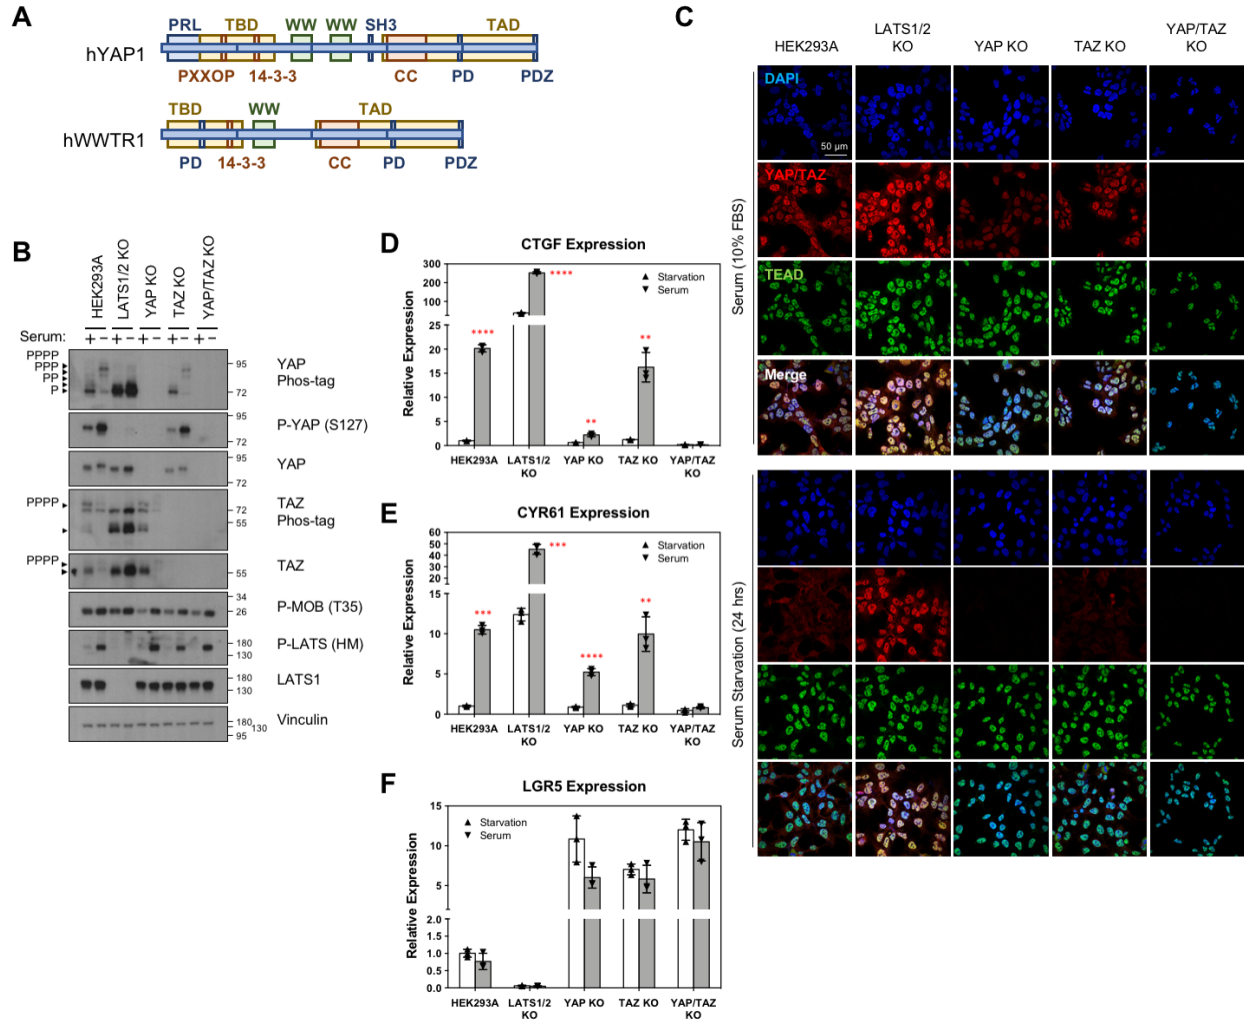 A
PRL TBD WW WW SH3 TAD
hYAP1
PXXOP 14-3-3 CC PD PDZ
TBD WW TAD
hWWTR1
PD 14-3-3 CC PD PDZ
B
HEK293A LATS1/2 KO YAP KO TAZ KO YAP/TAZ KO
Serum: + - + - + - + - + -
PPPP
PPP
PP
P
95
72
YAP
Phos-tag
95
72
P-YAP (S127)
95
72
YAP
PPPP
72
55
TAZ
Phos-tag
PPPP
55
TAZ
34
26
P-MOB (T35)
180
130
P-LATS (HM)
180
130
LATS1
180
130
95
Vinculin
C
HEK293A LATS1/2 KO YAP KO TAZ KO YAP/TAZ KO
Serum (10% FBS)
DAPI
50 µm
YAP/TAZ
TEAD
Merge
Serum Starvation (24 hrs)
D
CTGF Expression
Relative Expression
300
200
100
25
20
15
10
5
0
Starvation
Serum
****
****
**
**
HEK293A LATS1/2 KO YAP KO TAZ KO YAP/TAZ KO
E
CYR61 Expression
Relative Expression
60
50
40
30
20
15
10
5
0
Starvation
Serum
***
***
****
**
HEK293A LATS1/2 KO YAP KO TAZ KO YAP/TAZ KO
F
LGR5 Expression
Relative Expression
15
10
5
2.0
1.5
1.0
0.5
0.0
Starvation
Serum
HEK293A LATS1/2 KO YAP KO TAZ KO YAP/TAZ KO